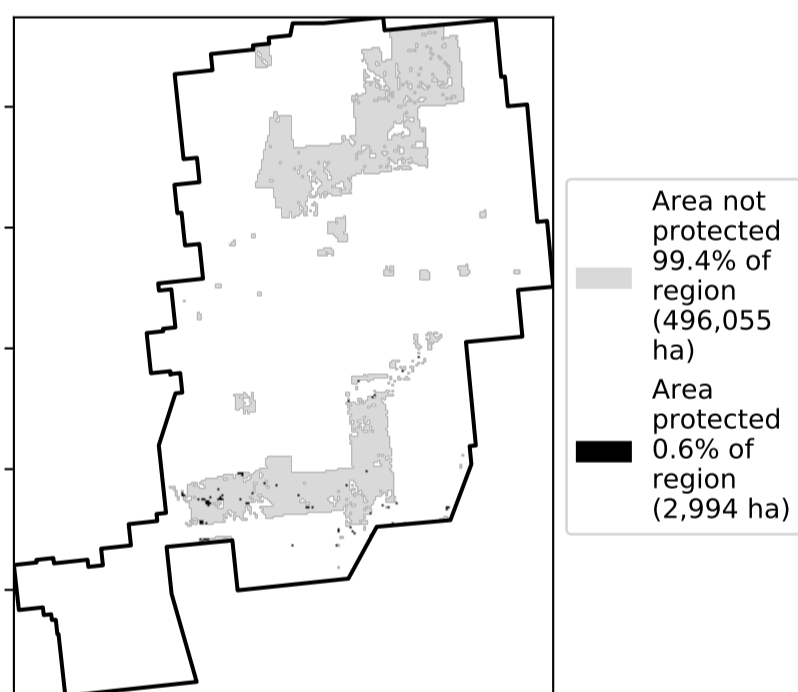 Area not
protected
99.4% of
region
(496,055
ha)
Area
protected
0.6% of
region
(2,994 ha)